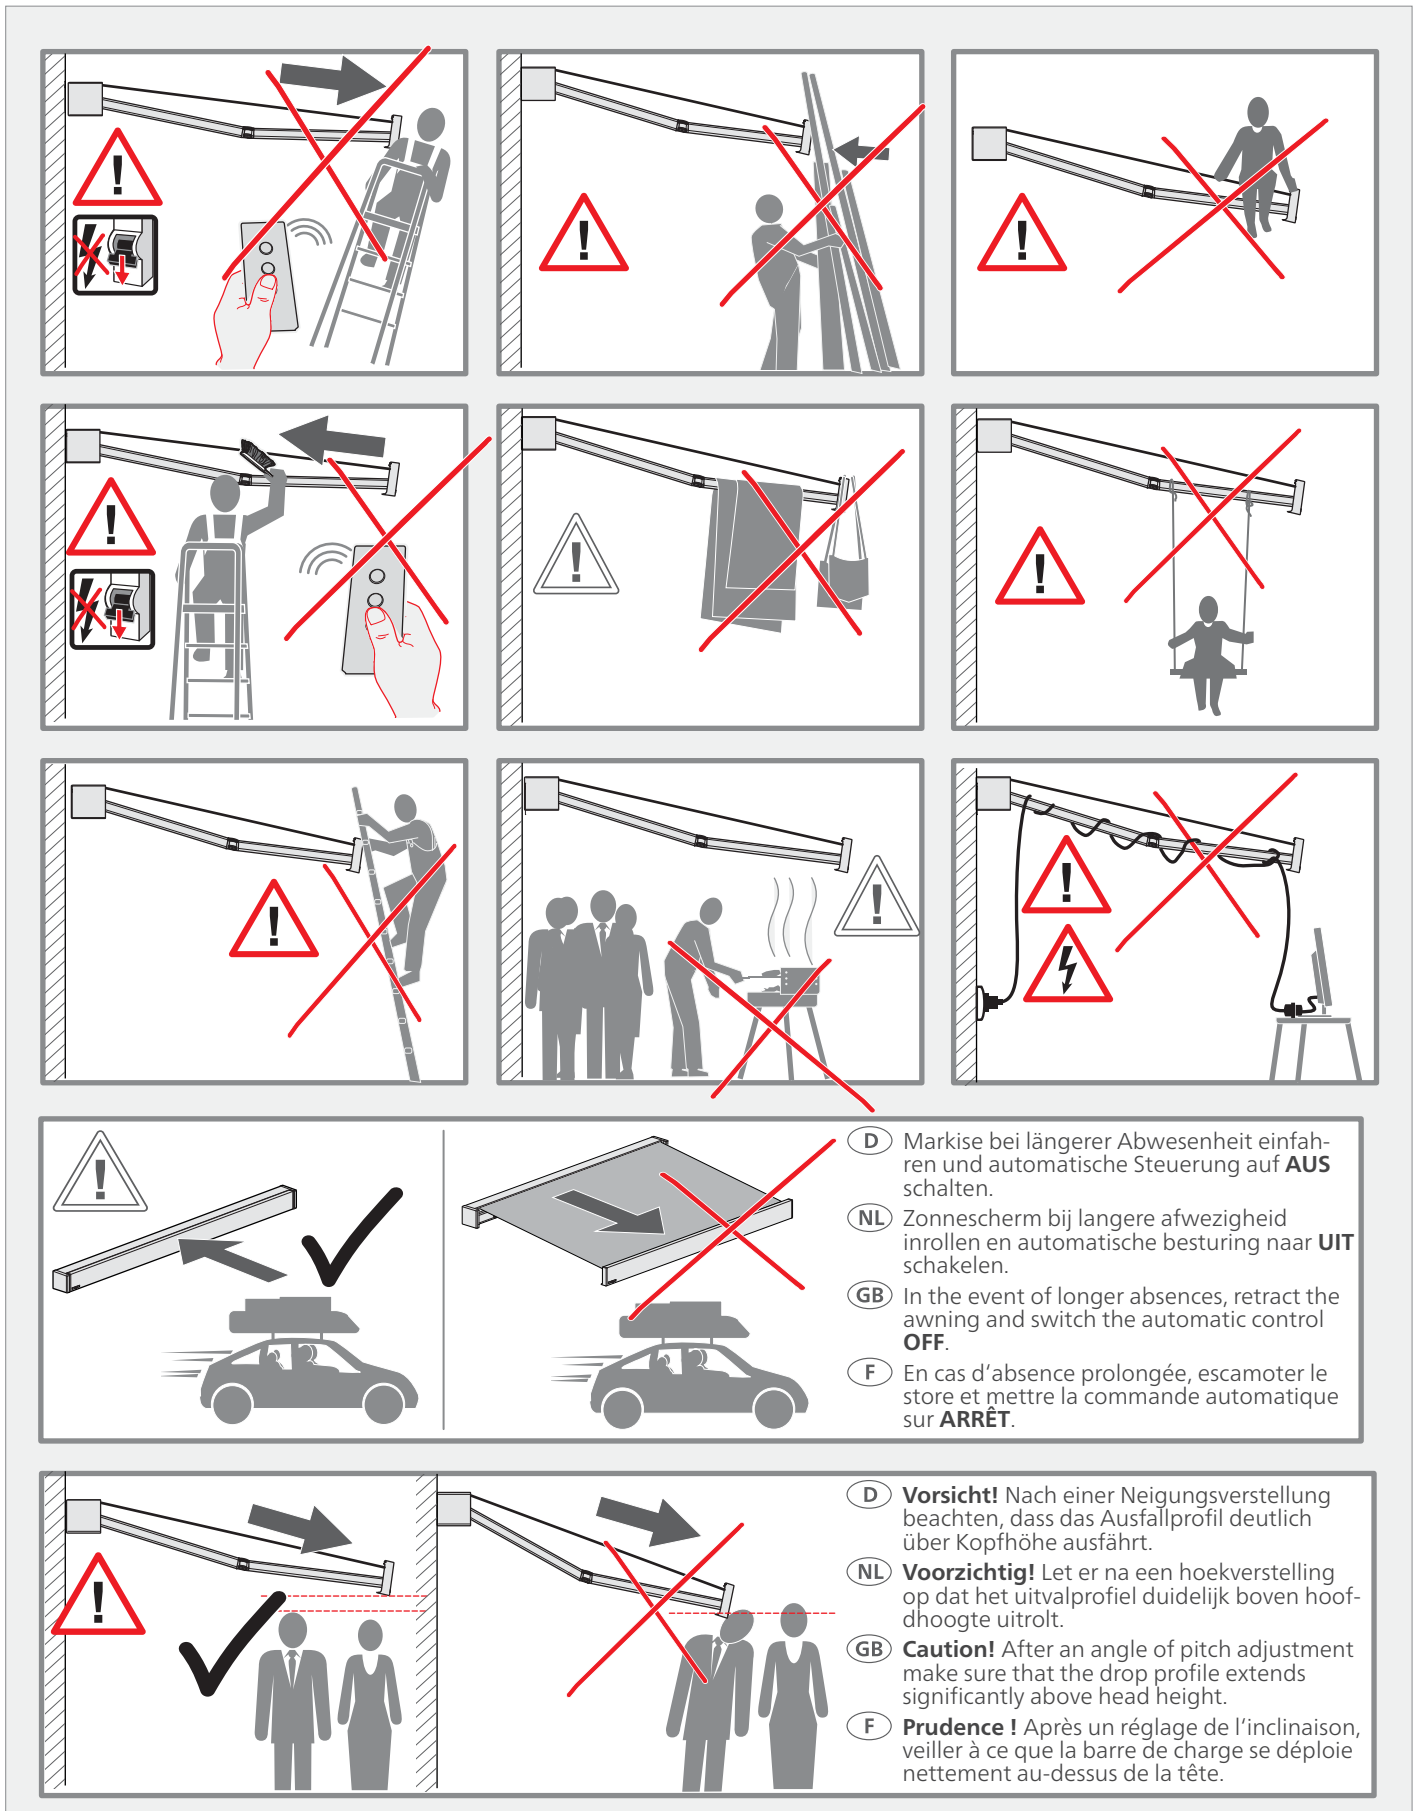 D Markise bei längerer Abwesenheit einfah-
ren und automatische Steuerung auf AUS
schalten.
NL Zonnescherm bij langere afwezigheid
inrollen en automatische besturing naar UIT
schakelen.
GB In the event of longer absences, retract the
awning and switch the automatic control
OFF.
F En cas d’absence prolongée, escamoter le
store et mettre la commande automatique
sur ARRÊT.
D Vorsicht! Nach einer Neigungsverstellung
beachten, dass das Ausfallprofil deutlich
über Kopfhöhe ausfährt.
NL Voorzichtig! Let er na een hoekverstelling
op dat het uitvalprofiel duidelijk boven hoof-
dhoogte uitrolt.
GB Caution! After an angle of pitch adjustment
make sure that the drop profile extends
significantly above head height.
F Prudence ! Après un réglage de l’inclinaison,
veiller à ce que la barre de charge se déploie
nettement au-dessus de la tête.